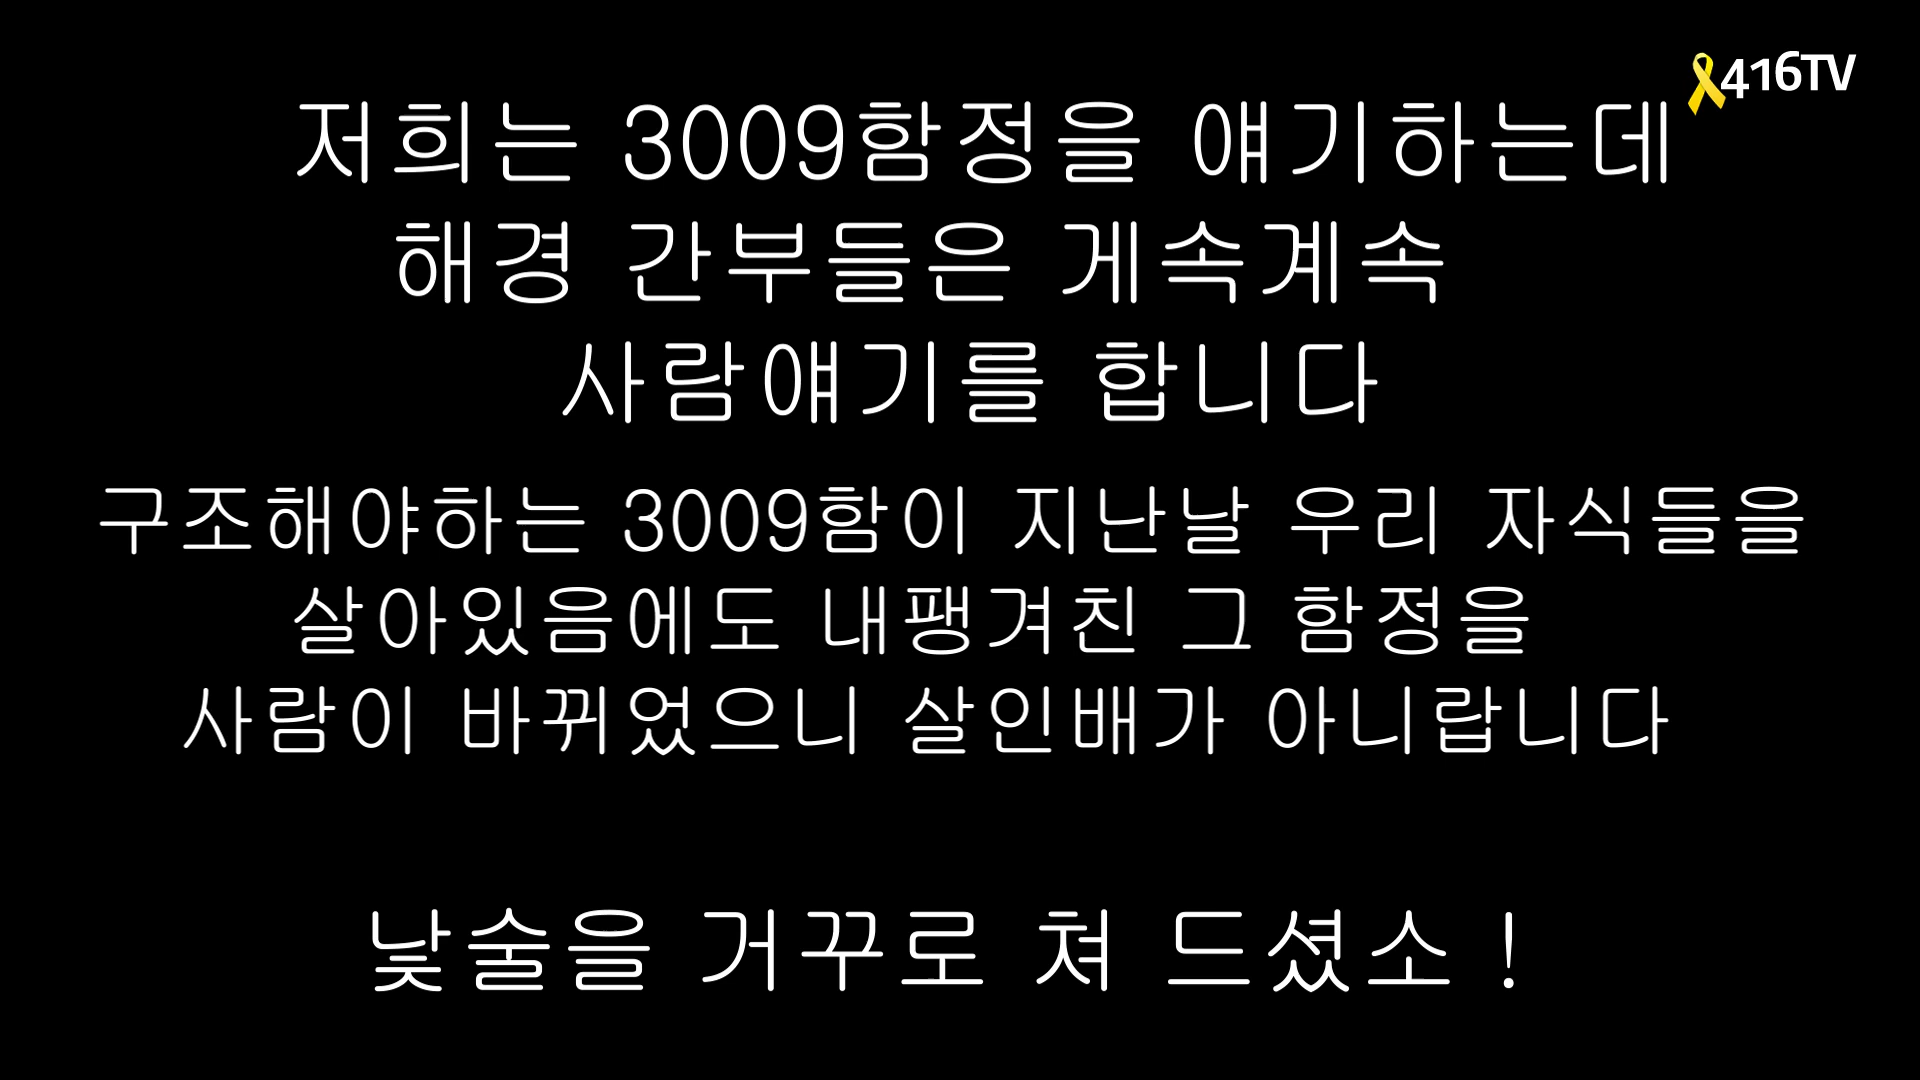 416TV
저희는 3009함정을 얘기하는데
해경 간부들은 게속계속
사람얘기를 합니다
구조해야하는 3009함이 지난날 우리 자식들을
살아있음에도 내팽겨친 그 함정을
사람이 바뀌었으니 살인배가 아니랍니다
낮술을 거꾸로 쳐 드셨소 !